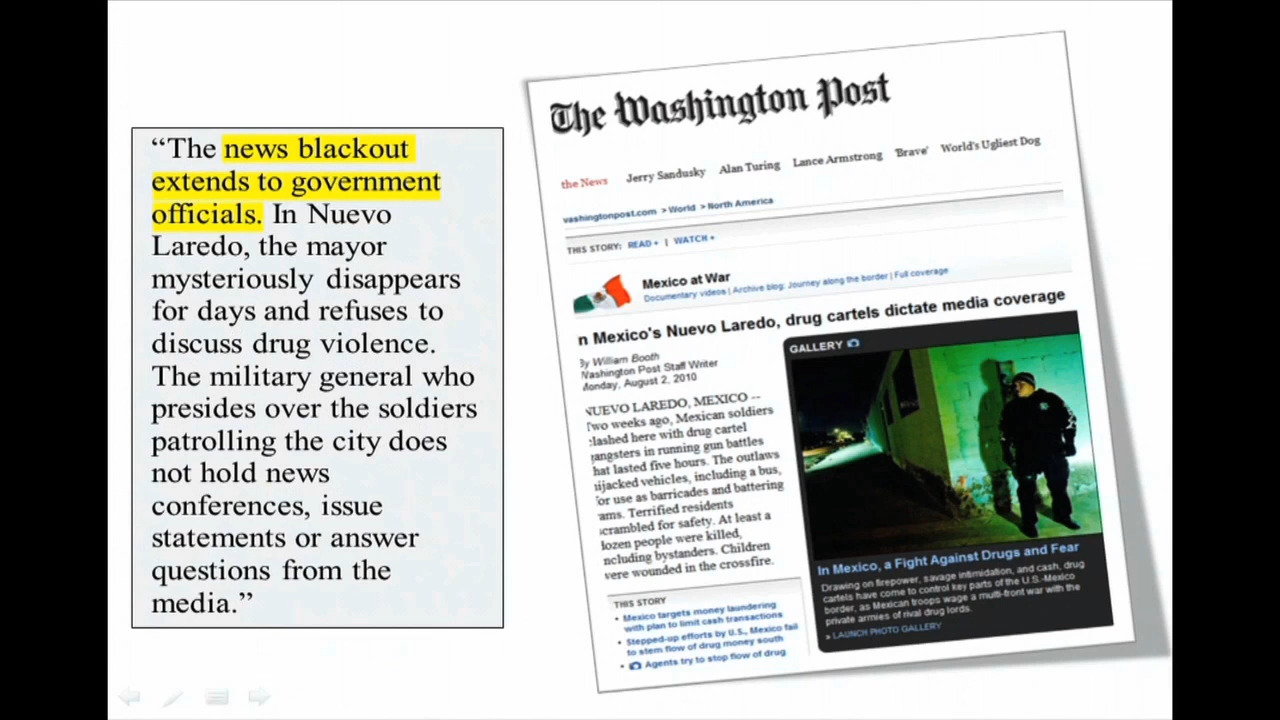 “The news blackout
extends to government
officials. In Nuevo
Laredo, the mayor
mysteriously disappears
for days and refuses to
discuss drug violence.
The military general who
presides over the soldiers
patrolling the city does
not hold news
conferences, issue
statements or answer
questions from the
media.”
The Washington Post
the News Jerry Sandusky Alan Turing Lance Armstrong 'Brave' World's Ugliest Dog
vashingtonpost.com > World > North America
THIS STORY: READ + | WATCH +
Mexico at War
Documentary videos | Archive blog: Journey along the border | Full coverage
n Mexico's Nuevo Laredo, drug cartels dictate media coverage
By William Booth
Washington Post Staff Writer
Monday, August 2, 2010
NUEVO LAREDO, MEXICO --
Two weeks ago, Mexican soldiers
clashed here with drug cartel
gangsters in running gun battles
hat lasted five hours. The outlaws
hijacked vehicles, including a bus,
for use as barricades and battering
ams. Terrified residents
scrambled for safety. At least a
dozen people were killed,
ncluding bystanders. Children
were wounded in the crossfire.
THIS STORY
• Mexico targets money laundering
with plan to limit cash transactions
• Stepped-up efforts by U.S., Mexico fail
to stem flow of drug money south
• Agents try to stop flow of drug
GALLERY
In Mexico, a Fight Against Drugs and Fear
Drawing on firepower, savage intimidation, and cash, drug
cartels have come to control key parts of the U.S.-Mexico
border, as Mexican troops wage a multi-front war with the
private armies of rival drug lords.
» LAUNCH PHOTO GALLERY